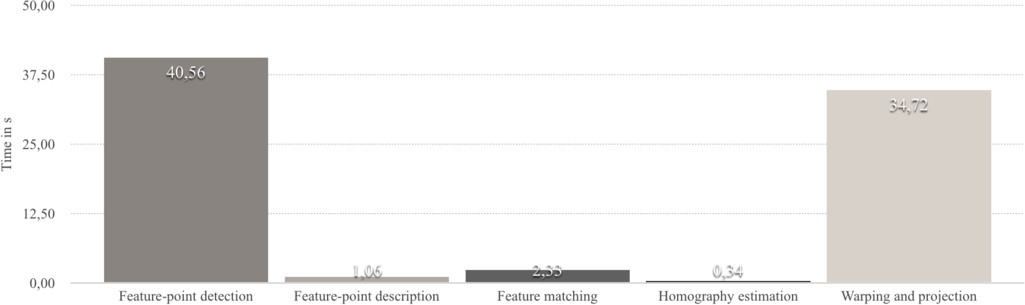 50,00
37,50
25,00
12,50
0,00
Time in s
40,56
1,06
2,33
0,34
34,72
Feature-point detection
Feature-point description
Feature matching
Homography estimation
Warping and projection